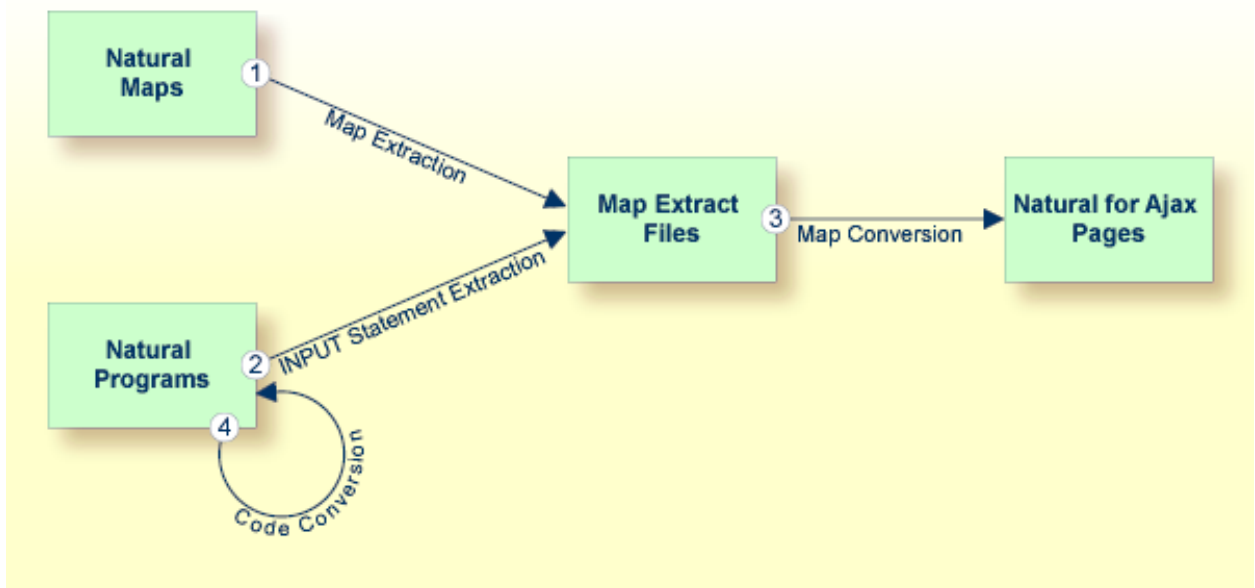 Natural
Maps
1
Map Extraction
Map Extract
Files
3
Map Conversion
Natural for Ajax
Pages
Natural
Programs
2
INPUT Statement Extraction
4
Code Conversion